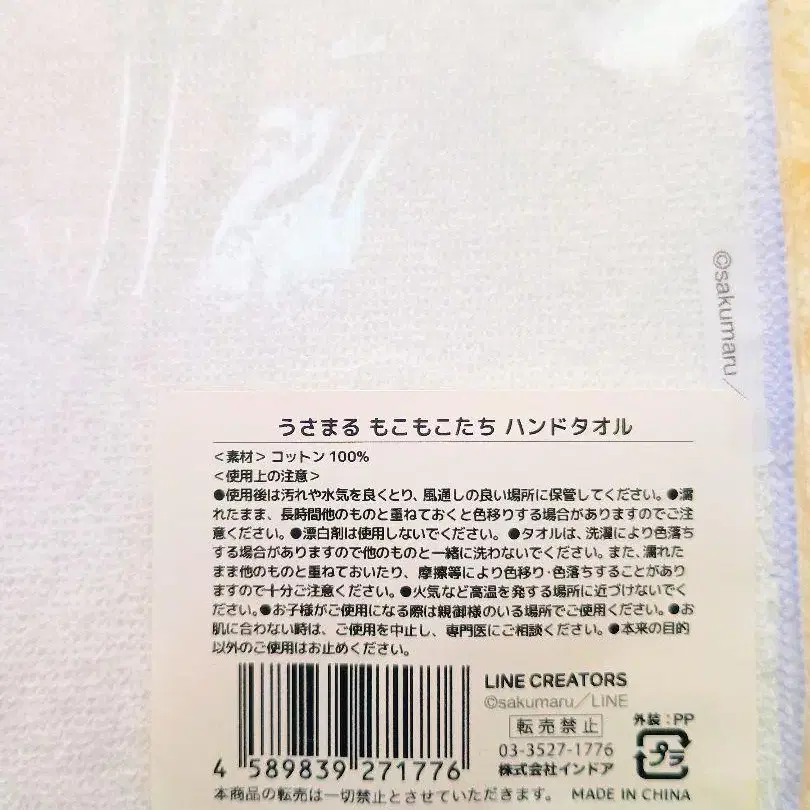 ©sakumaru／
うさまる もこもこたち ハンドタオル
＜素材＞コットン100%
＜使用上の注意＞
●使用後は汚れや水気を良くとり、風通しの良い場所に保管してください。●濡
れたまま、長時間他のものと重ねておくと色移りする場合がありますのでご注
意ください。●漂白剤は使用しないでください。●タオルは、洗濯により色落ち
する場合がありますので他のものと一緒に洗わないでください。また、濡れた
まま他のものと重ねておいたり、摩擦等により色移り・色落ちすることがあり
ますので十分ご注意ください。●火気など高温を発する場所に近づけないでく
ださい。●お子様がご使用になる際は親御様のいる場所でご使用ください。●お
肌に合わない時は、ご使用を中止し、専門医にご相談ください。●本来の目的
以外のご使用はお止めください。
LINE CREATORS
©sakumaru／LINE
転売禁止
外装：PP
プラ
03-3527-1776
株式会社インドア
4 589839 271776
本商品の転売は一切禁止とさせていただきます。
MADE IN CHINA